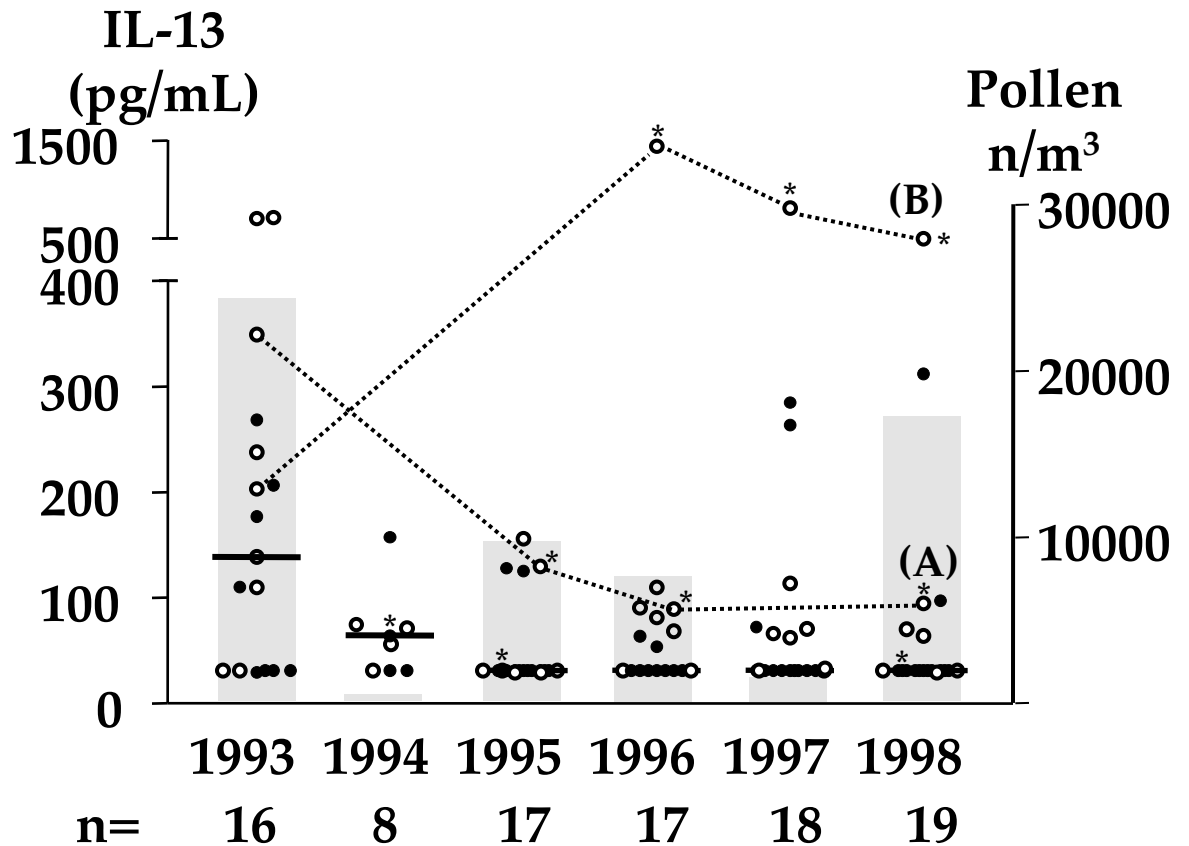 IL-13
(pg/mL)
Pollen
n/m³
1500
500
400
300
200
100
0
30000
20000
10000
(B)
(A)
* * * * * * * * * *
1993 1994 1995 1996 1997 1998
n= 16 8 17 17 18 19